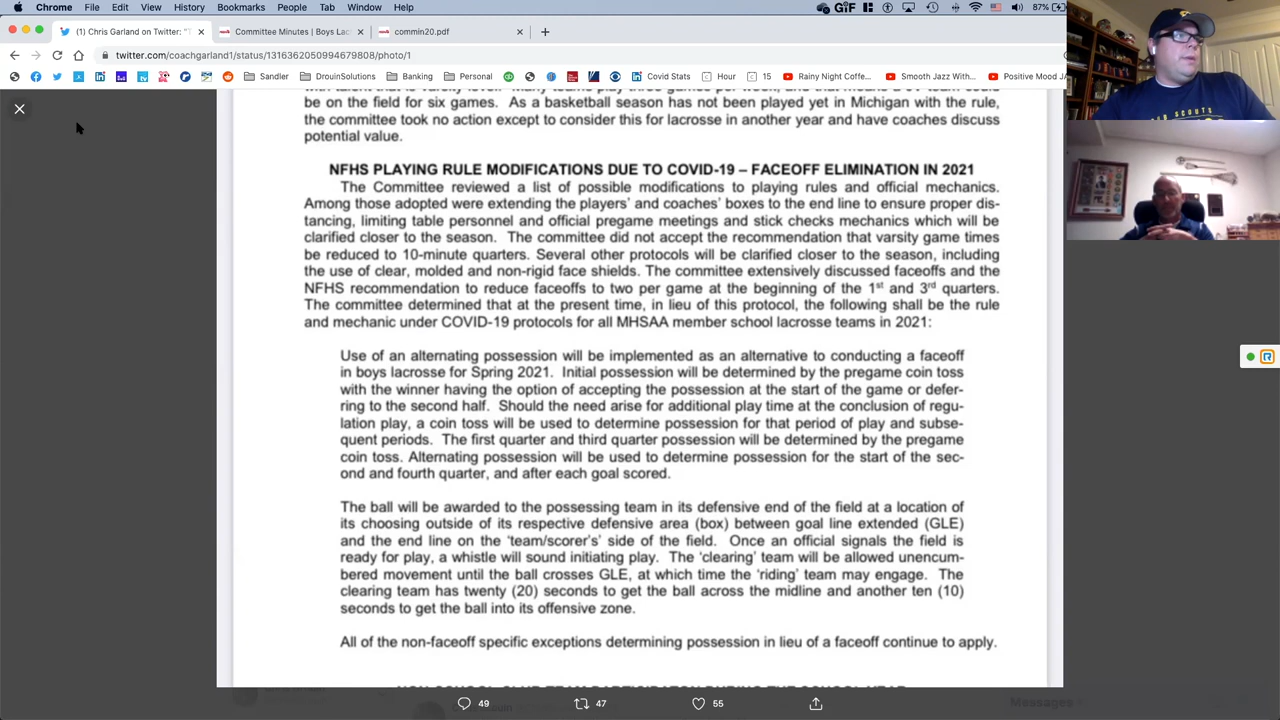 Chrome File Edit View History Bookmarks People Tab Window Help GIF 87%
(1) Chris Garland on Twitter: "T Committee Minutes | Boys Lac commin20.pdf
twitter.com/coachgarland1/status/1316362050994679808/photo/1
Sandler DrouinSolutions Banking Personal Covid Stats Hour 15 Rainy Night Coffe... Smooth Jazz With... Positive Mood Ja
be on the field for six games. As a basketball season has not been played yet in Michigan with the rule,
the committee took no action except to consider this for lacrosse in another year and have coaches discuss
potential value.
NFHS PLAYING RULE MODIFICATIONS DUE TO COVID-19 – FACEOFF ELIMINATION IN 2021
The Committee reviewed a list of possible modifications to playing rules and official mechanics.
Among those adopted were extending the players' and coaches' boxes to the end line to ensure proper dis-
tancing, limiting table personnel and official pregame meetings and stick checks mechanics which will be
clarified closer to the season. The committee did not accept the recommendation that varsity game times
be reduced to 10-minute quarters. Several other protocols will be clarified closer to the season, including
the use of clear, molded and non-rigid face shields. The committee extensively discussed faceoffs and the
NFHS recommendation to reduce faceoffs to two per game at the beginning of the 1st and 3rd quarters.
The committee determined that at the present time, in lieu of this protocol, the following shall be the rule
and mechanic under COVID-19 protocols for all MHSAA member school lacrosse teams in 2021:
Use of an alternating possession will be implemented as an alternative to conducting a faceoff
in boys lacrosse for Spring 2021. Initial possession will be determined by the pregame coin toss
with the winner having the option of accepting the possession at the start of the game or defer-
ring to the second half. Should the need arise for additional play time at the conclusion of regu-
lation play, a coin toss will be used to determine possession for that period of play and subse-
quent periods. The first quarter and third quarter possession will be determined by the pregame
coin toss. Alternating possession will be used to determine possession for the start of the sec-
ond and fourth quarter, and after each goal scored.
The ball will be awarded to the possessing team in its defensive end of the field at a location of
its choosing outside of its respective defensive area (box) between goal line extended (GLE)
and the end line on the 'team/scorer's' side of the field. Once an official signals the field is
ready for play, a whistle will sound initiating play. The 'clearing' team will be allowed unencum-
bered movement until the ball crosses GLE, at which time the 'riding' team may engage. The
clearing team has twenty (20) seconds to get the ball across the midline and another ten (10)
seconds to get the ball into its offensive zone.
All of the non-faceoff specific exceptions determining possession in lieu of a faceoff continue to apply.
49 47 55
Messages